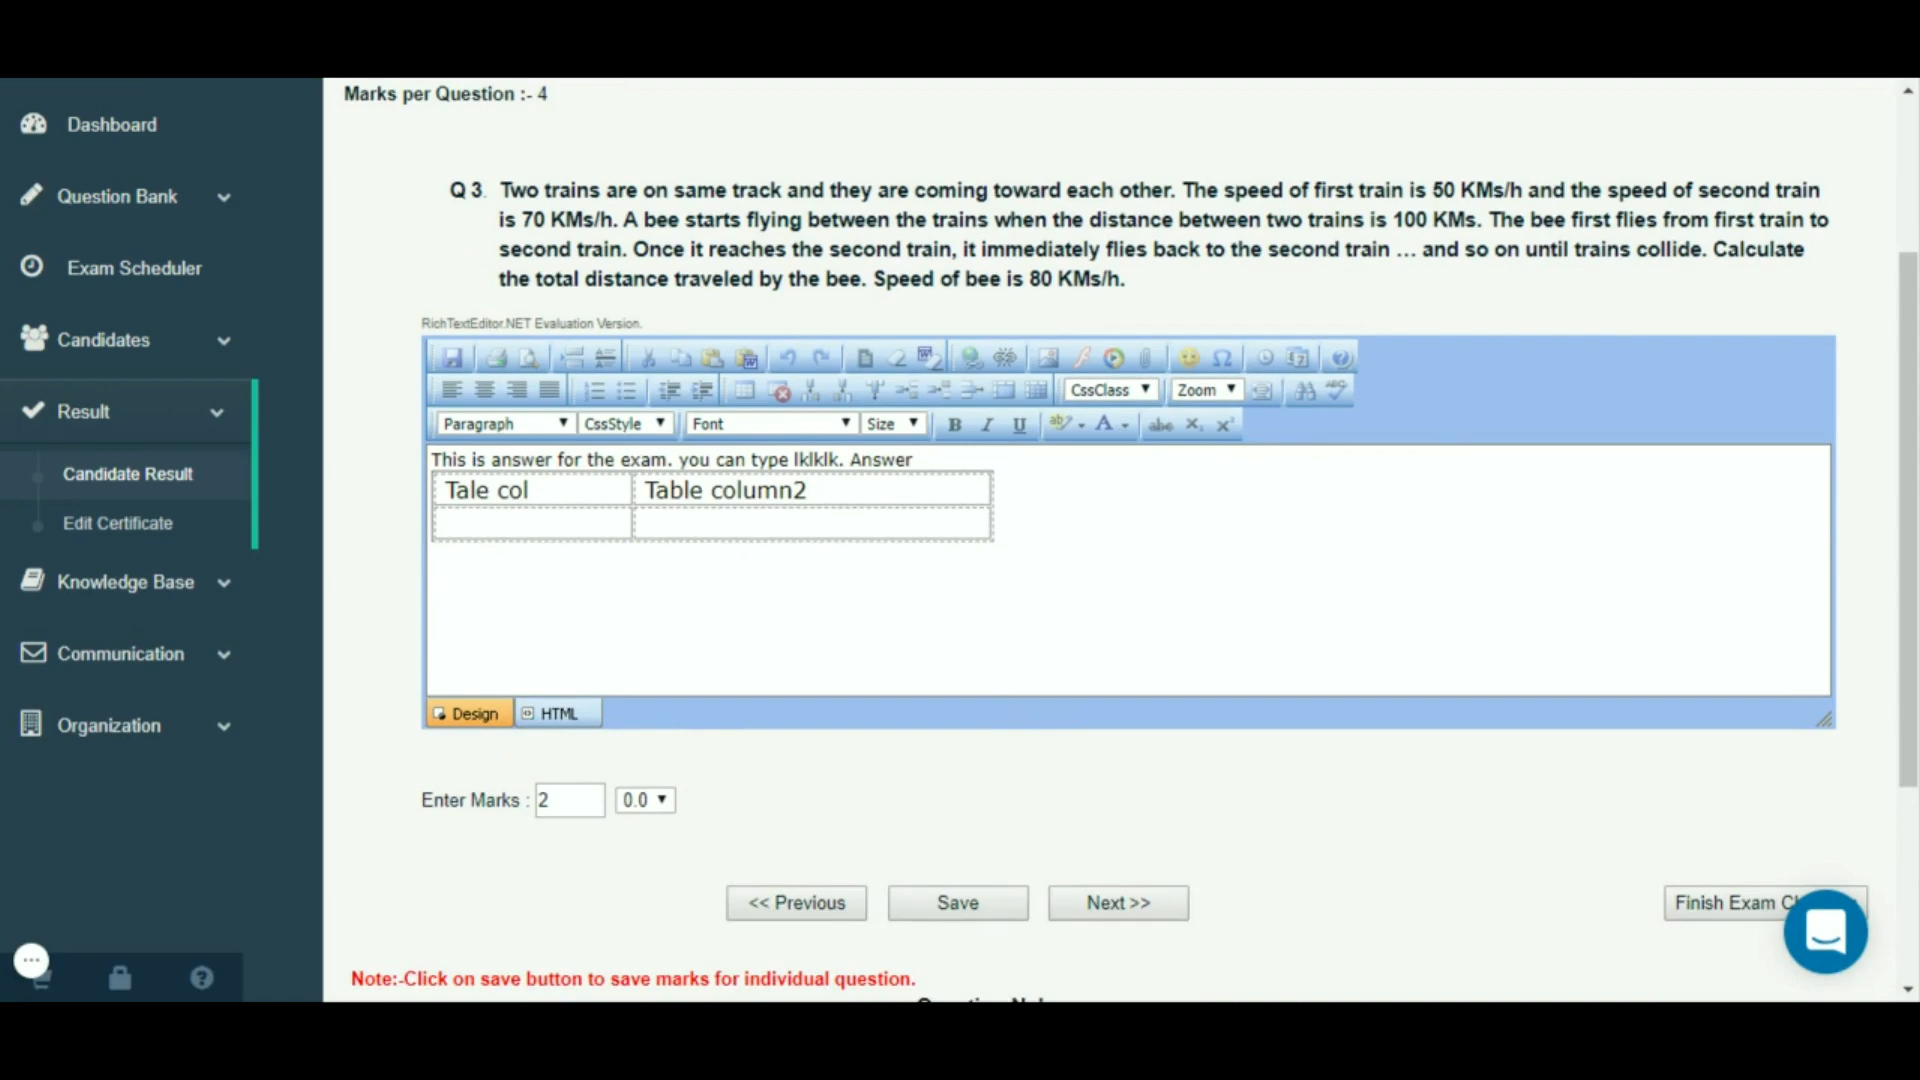 Dashboard
Question Bank
Exam Scheduler
Candidates
Result
Candidate Result
Edit Certificate
Knowledge Base
Communication
Organization
Marks per Question :- 4
Q 3. Two trains are on same track and they are coming toward each other. The speed of first train is 50 KMs/h and the speed of second train
is 70 KMs/h. A bee starts flying between the trains when the distance between two trains is 100 KMs. The bee first flies from first train to
second train. Once it reaches the second train, it immediately flies back to the second train ... and so on until trains collide. Calculate
the total distance traveled by the bee. Speed of bee is 80 KMs/h.
RichTextEditor.NET Evaluation Version.
CssClass Zoom
Paragraph CssStyle Font Size B I U abc
This is answer for the exam. you can type lklklk. Answer
Tale col Table column2
Design HTML
Enter Marks : 2 0.0
<< Previous Save Next >> Finish Exam
Note:-Click on save button to save marks for individual question.